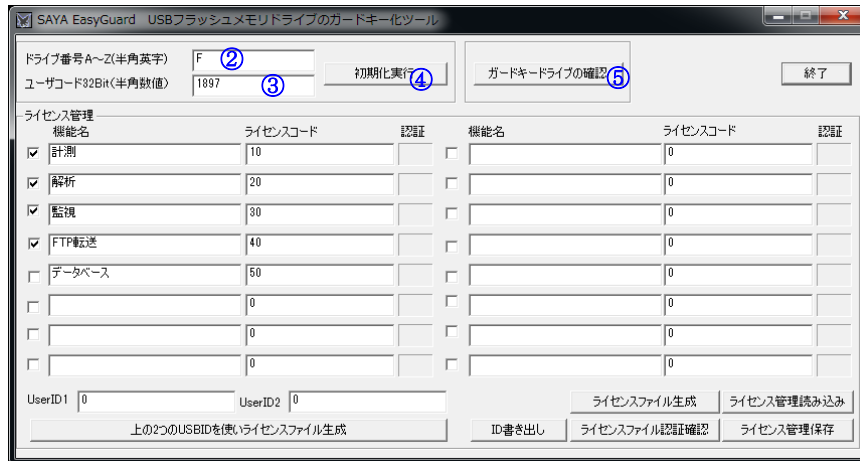 SAYA EasyGuard USBフラッシュメモリドライブのガードキー化ツール
ドライブ番号A～Z(半角英字) F ②
ユーザコード32Bit(半角数値) 1897 ③
初期化実行 ④
ガードキードライブの確認 ⑤
終了
ライセンス管理
機能名 ライセンスコード 認証 機能名 ライセンスコード 認証
計測 10 0
解析 20 0
監視 30 0
FTP転送 40 0
データベース 50 0
0 0
0 0
0 0
UserID1 0 UserID2 0 ライセンスファイル生成 ライセンス管理読み込み
上の2つのUSBIDを使いライセンスファイル生成 ID書き出し ライセンスファイル認証確認 ライセンス管理保存